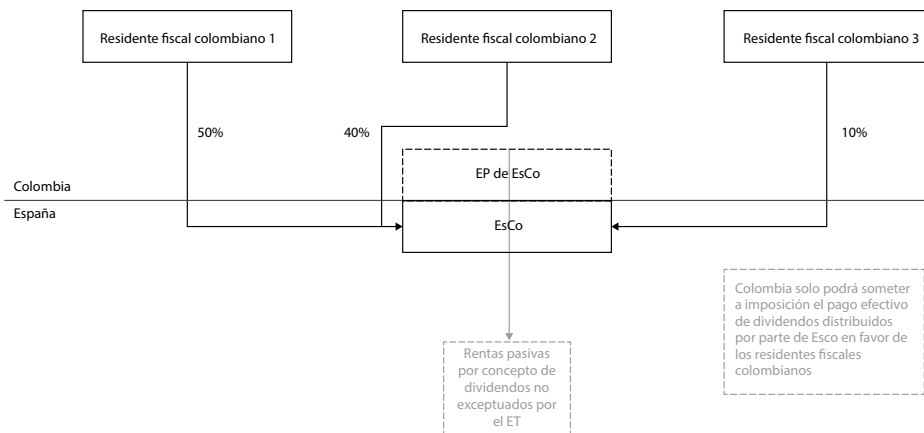 Residente fiscal colombiano 1
Residente fiscal colombiano 2
Residente fiscal colombiano 3
50%
40%
10%
EP de EsCo
Colombia
España
EsCo
Colombia solo podrá someter
a imposición el pago efectivo
de dividendos distribuidos
por parte de Esco en favor de
los residentes fiscales
colombianos
Rentas pasivas
por concepto de
dividendos no
exceptuados por
el ET